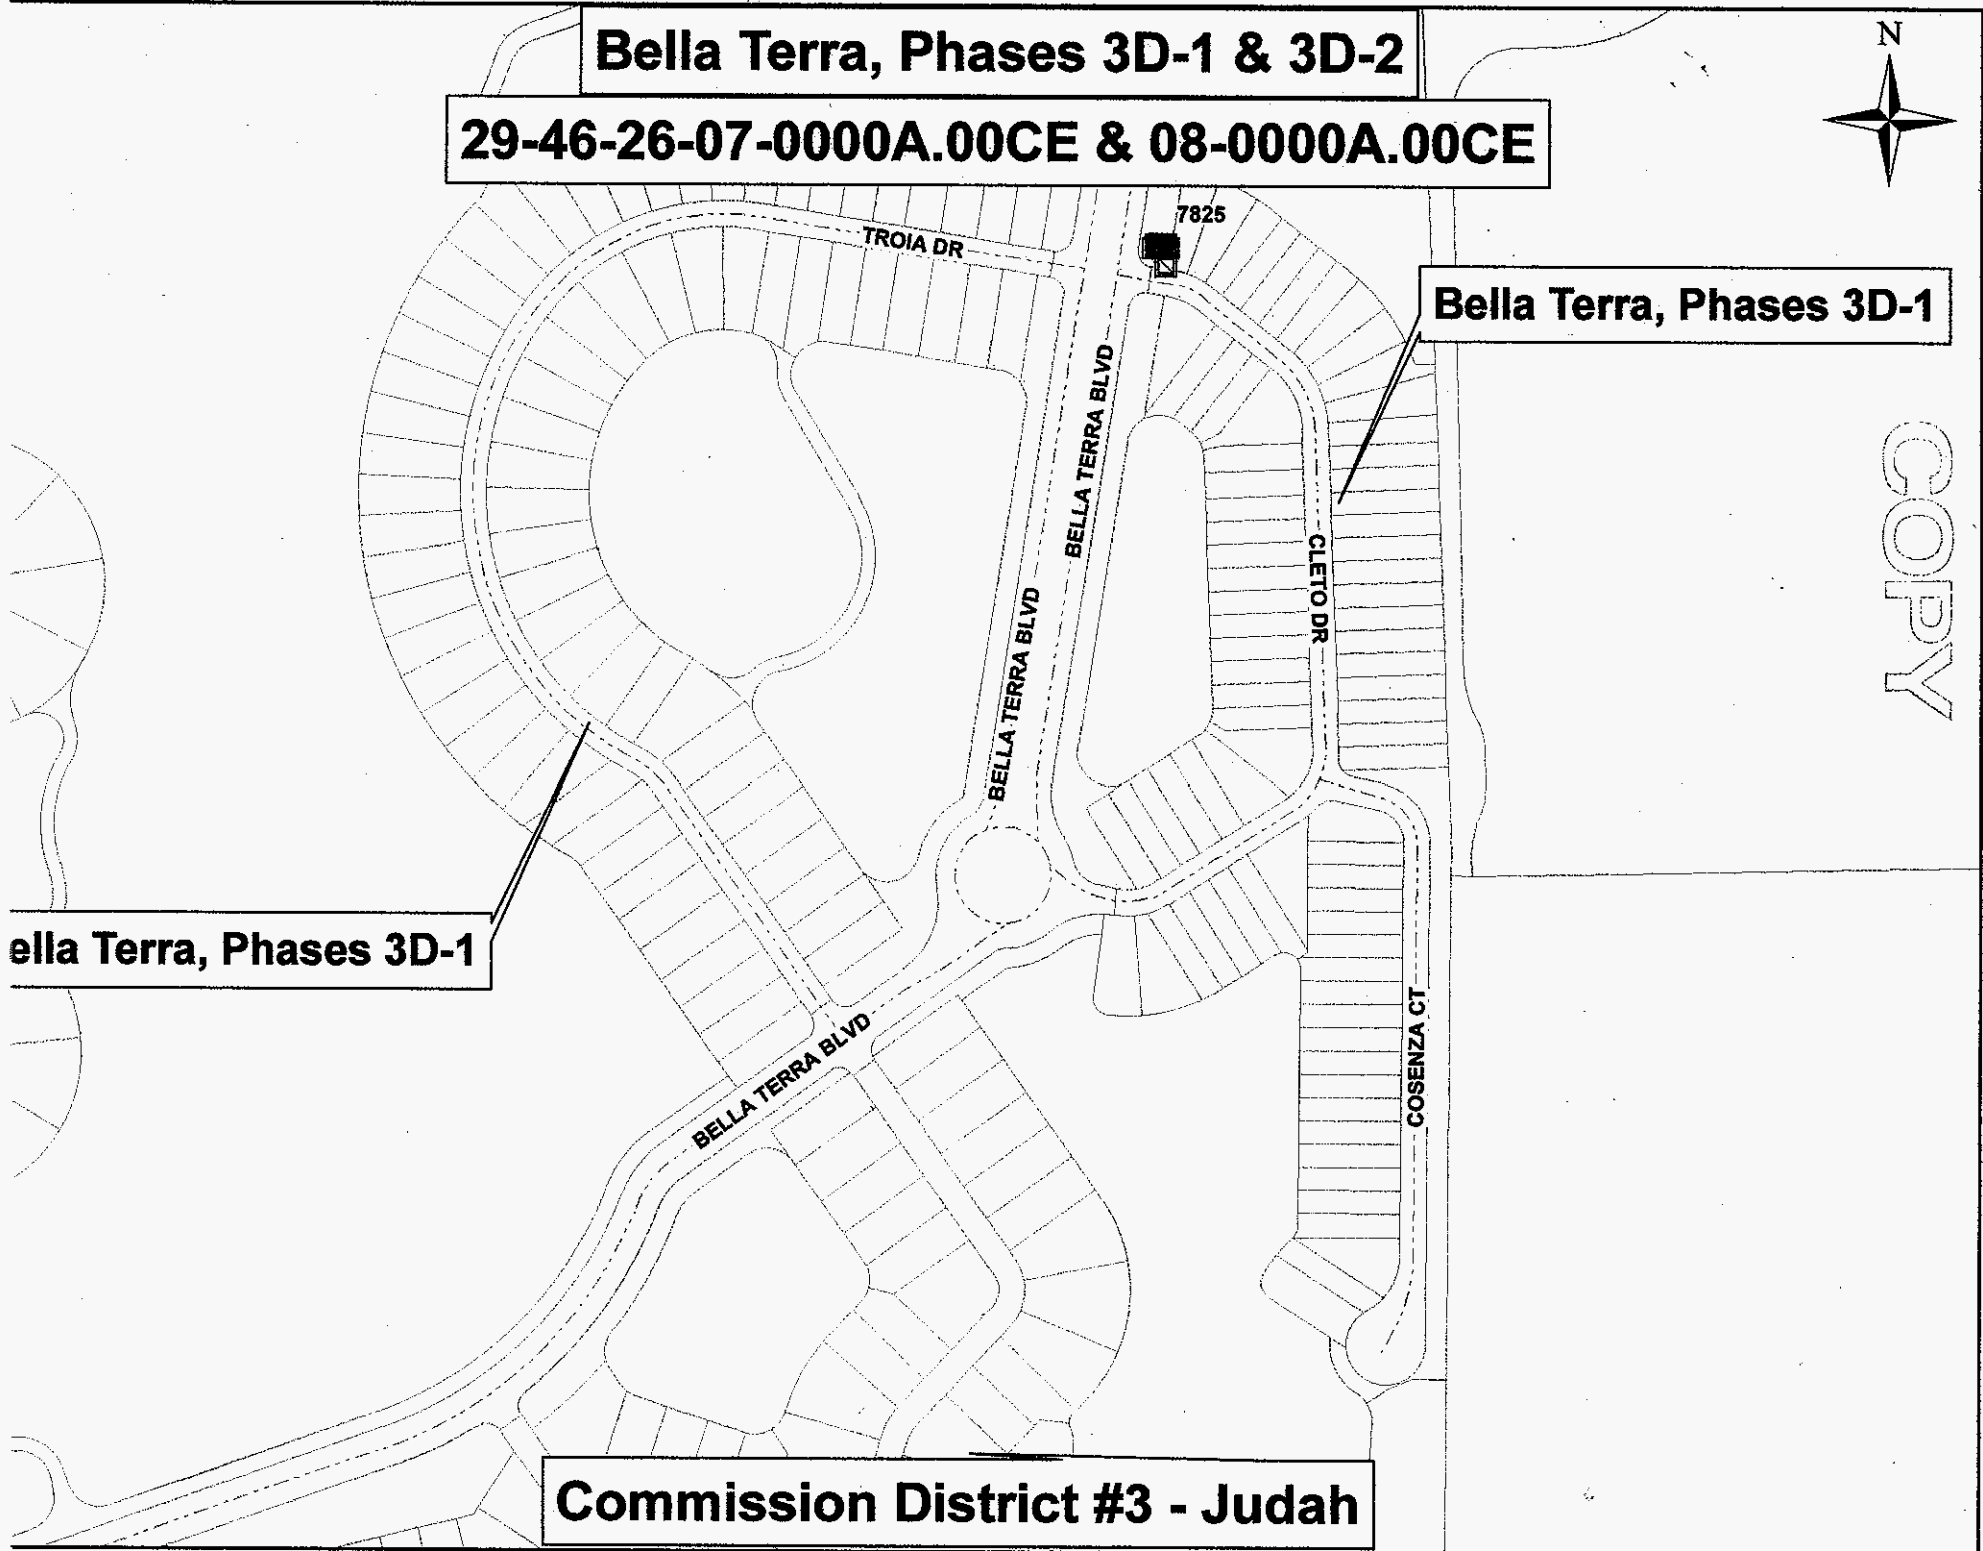 Bella Terra, Phases 3D-1 & 3D-2
N
29-46-26-07-0000A.00CE & 08-0000A.00CE
7825
TROIA DR
Bella Terra, Phases 3D-1
BELLA TERRA BLVD
BELLA TERRA BLVD
CLETO DR
COPY
ella Terra, Phases 3D-1
BELLA TERRA BLVD
COSENZA CT
Commission District #3 - Judah